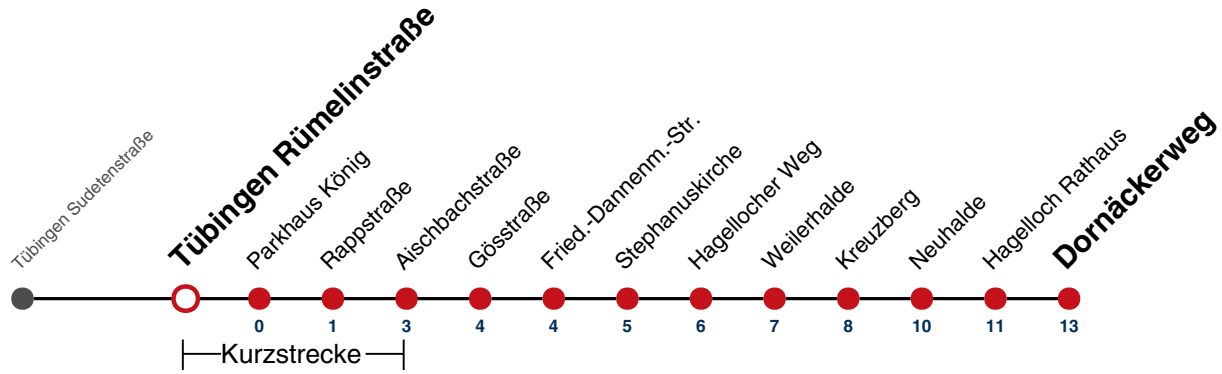 Tübingen Sudetenstraße
Tübingen Rümelinstraße
Parkhaus König
Rappstraße
Aischbachstraße
Gösstraße
Fried.-Dannenm.-Str.
Stephanuskirche
Hagellocher Weg
Weilerhalde
Kreuzberg
Neuhalde
Hagelloch Rathaus
Dornäckerweg
0 1 3 4 4 5 6 7 8 10 11 13
Kurzstrecke